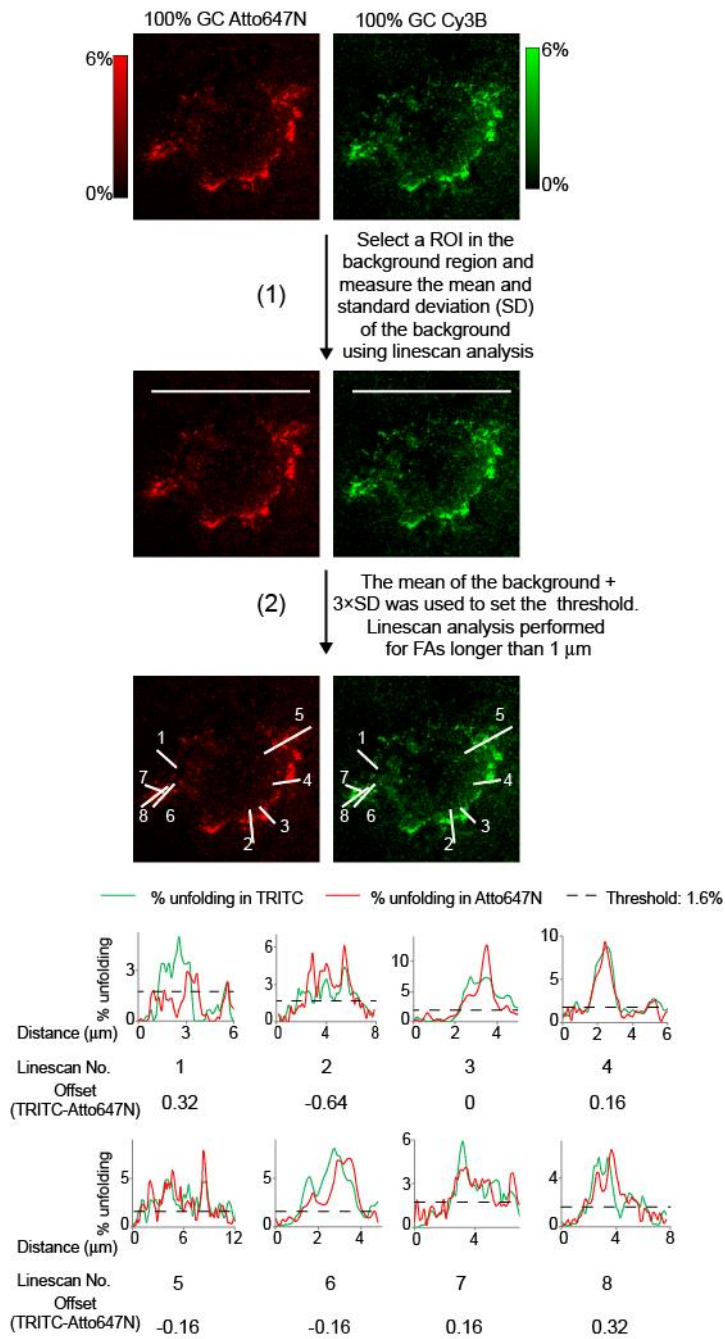 100% GC Atto647N 100% GC Cy3B
6% 6%
0% 0%
(1)
Select a ROI in the
background region and
measure the mean and
standard deviation (SD)
of the background
using linescan analysis
(2)
The mean of the background +
3×SD was used to set the threshold.
Linescan analysis performed
for FAs longer than 1 μm
1 5 7 4 8 6 3 2
1 5 7 4 8 6 3 2
% unfolding in TRITC % unfolding in Atto647N Threshold: 1.6%
% unfolding
3 0
6 3 0
10 5 0
10 5 0
Distance (μm) 0 3 6 0 4 8 0 2 4 0 2 4 6
Linescan No. 1 2 3 4
Offset
(TRITC-Atto647N) 0.32 -0.64 0 0.16
% unfolding
5 0
5 0
6 3 0
4 0
Distance (μm) 0 6 12 0 2 4 0 4 0 4 8
Linescan No. 5 6 7 8
Offset
(TRITC-Atto647N) -0.16 -0.16 0.16 0.32